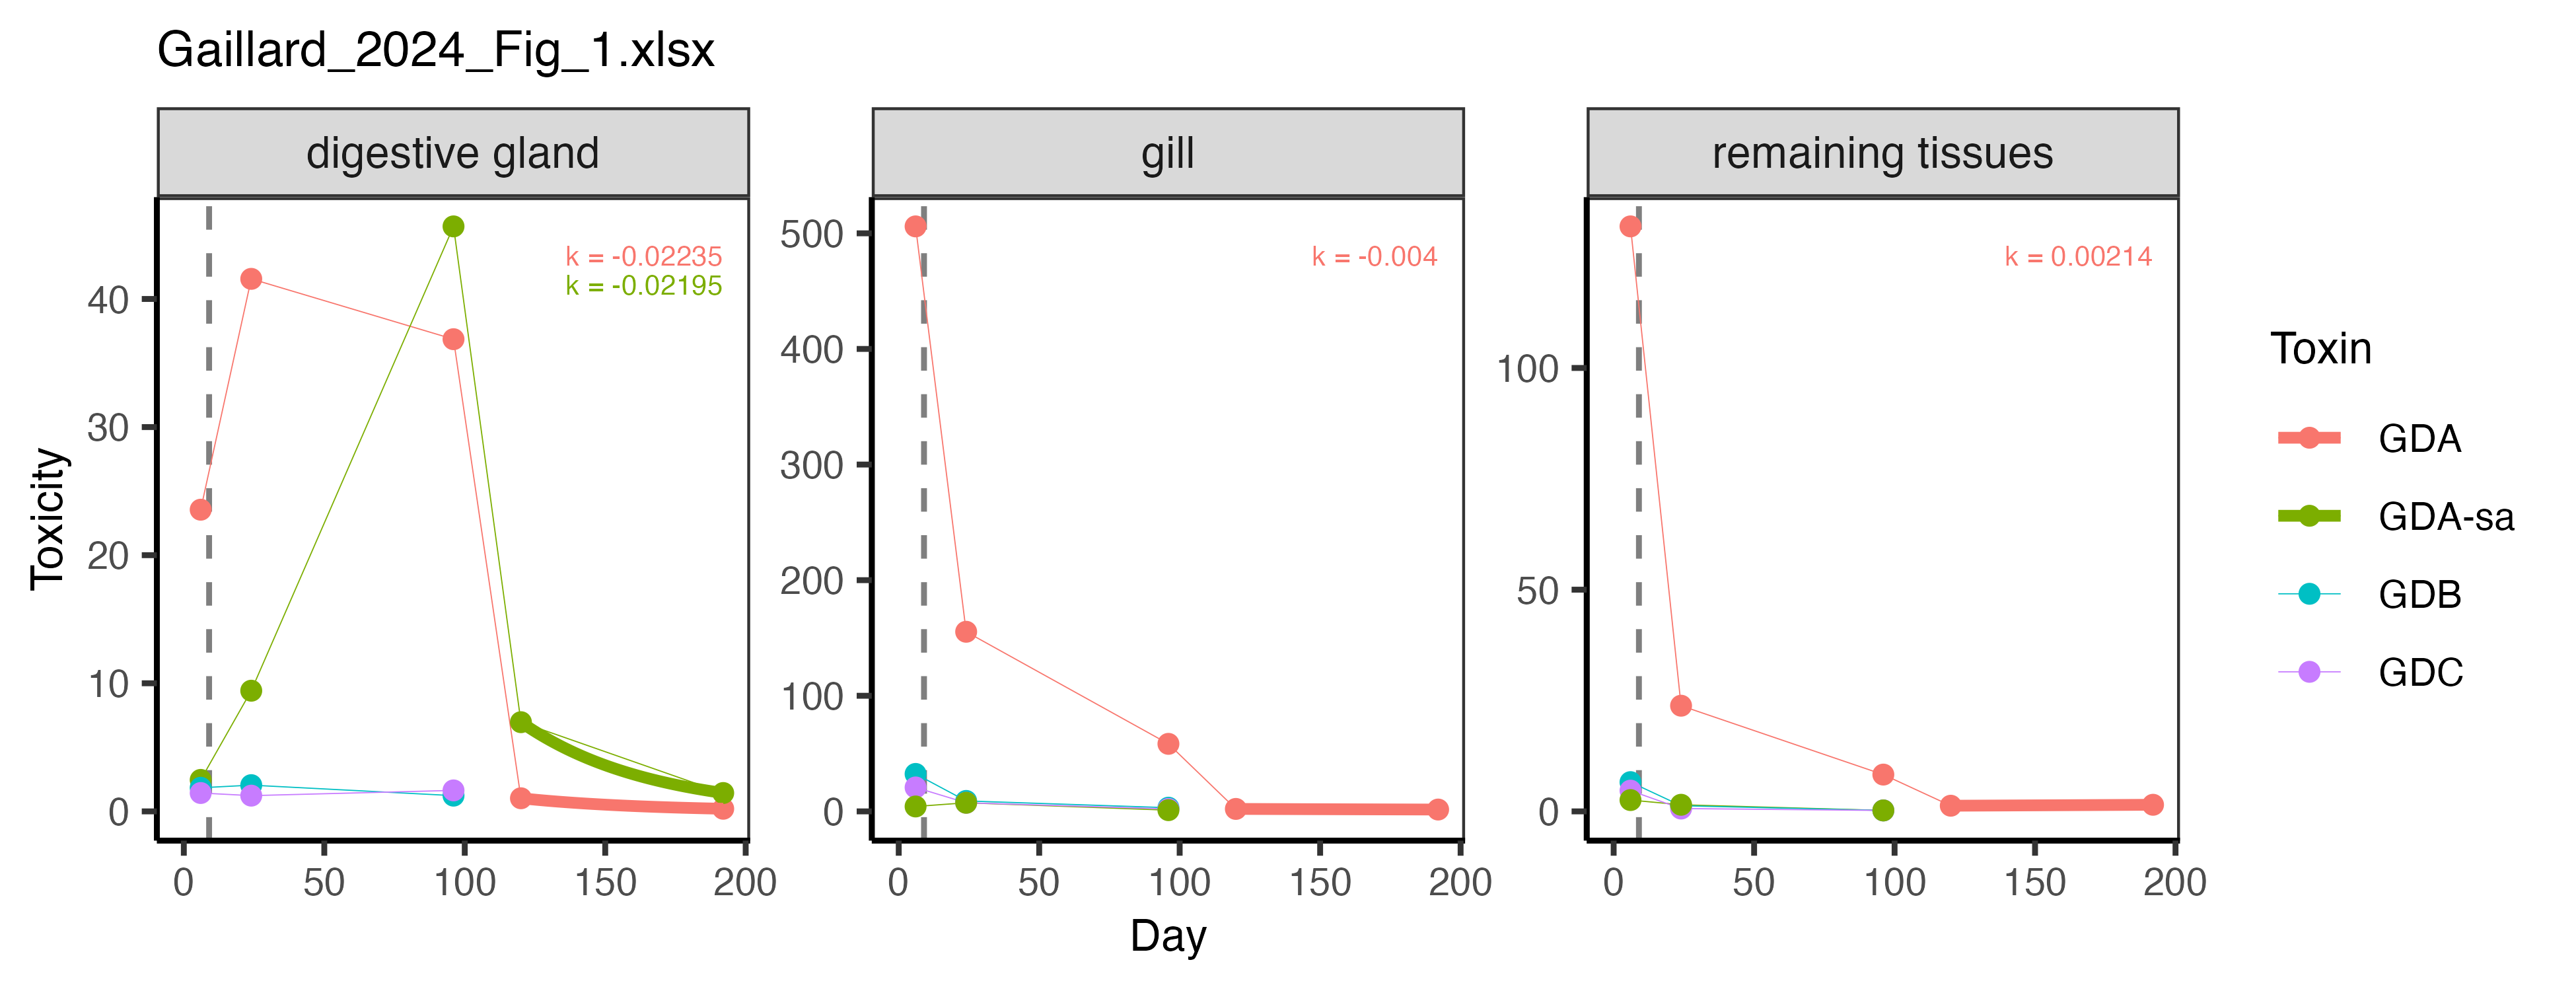 Gaillard_2024_Fig_1.xlsx
digestive gland
gill
remaining tissues
Toxicity
0
10
20
30
40
k = -0.02235
k = -0.02195
0
50
100
150
200
0
100
200
300
400
500
k = -0.004
0
50
100
150
200
0
50
100
k = 0.00214
0
50
100
150
200
Day
Toxin
GDA
GDA-sa
GDB
GDC